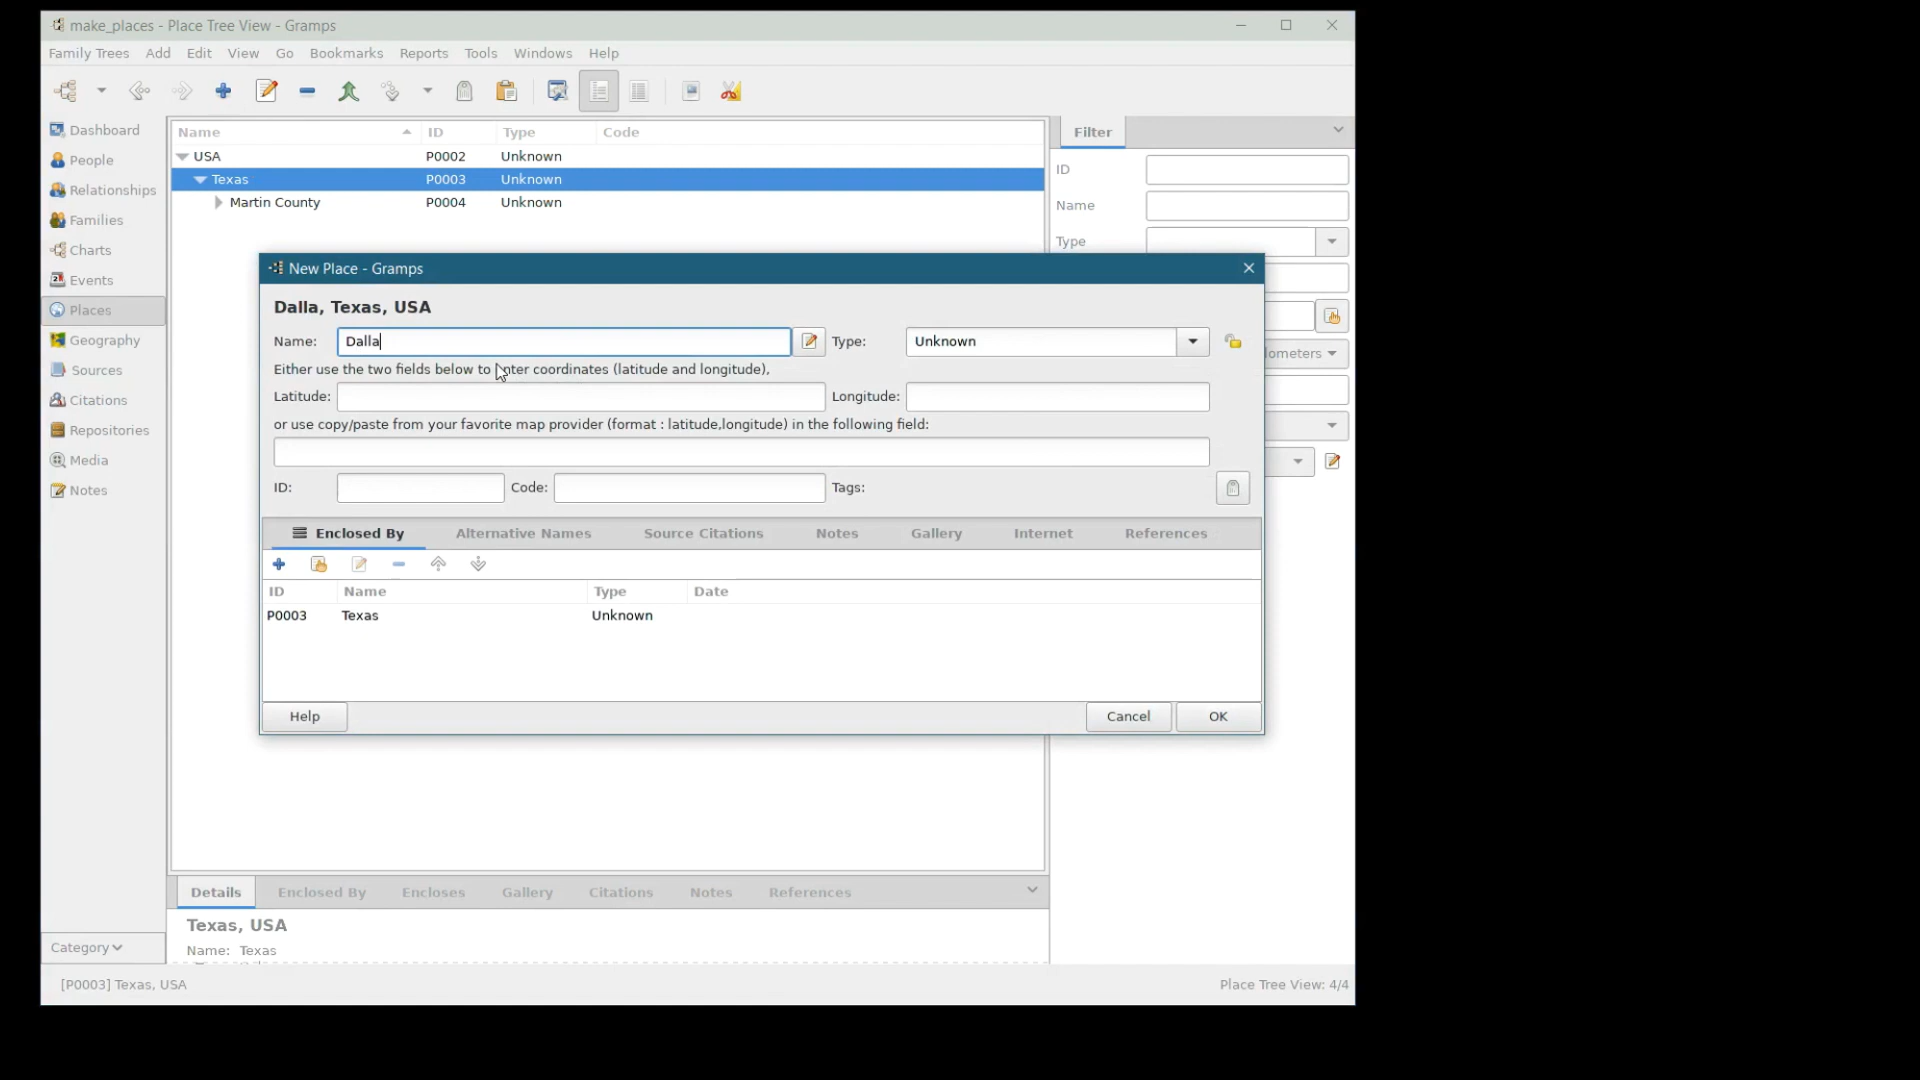 make_places - Place Tree View - Gramps
Family Trees Add Edit View Go Bookmarks Reports Tools Windows Help
Dashboard
People
Relationships
Families
Charts
Events
Places
Geography
Sources
Citations
Repositories
Media
Notes
Category
Name ID Type Code
USA P0002 Unknown
Texas P0003 Unknown
Martin County P0004 Unknown
Filter
ID
Name
Type
New Place - Gramps
Dalla, Texas, USA
Name: Dalla Type: Unknown
Either use the two fields below to enter coordinates (latitude and longitude),
Latitude: Longitude:
or use copy/paste from your favorite map provider (format : latitude,longitude) in the following field:
ID: Code: Tags:
Enclosed By Alternative Names Source Citations Notes Gallery Internet References
ID Name Type Date
P0003 Texas Unknown
Help Cancel OK
lometers
Details Enclosed By Encloses Gallery Citations Notes References
Texas, USA
Name: Texas
[P0003] Texas, USA
Place Tree View: 4/4